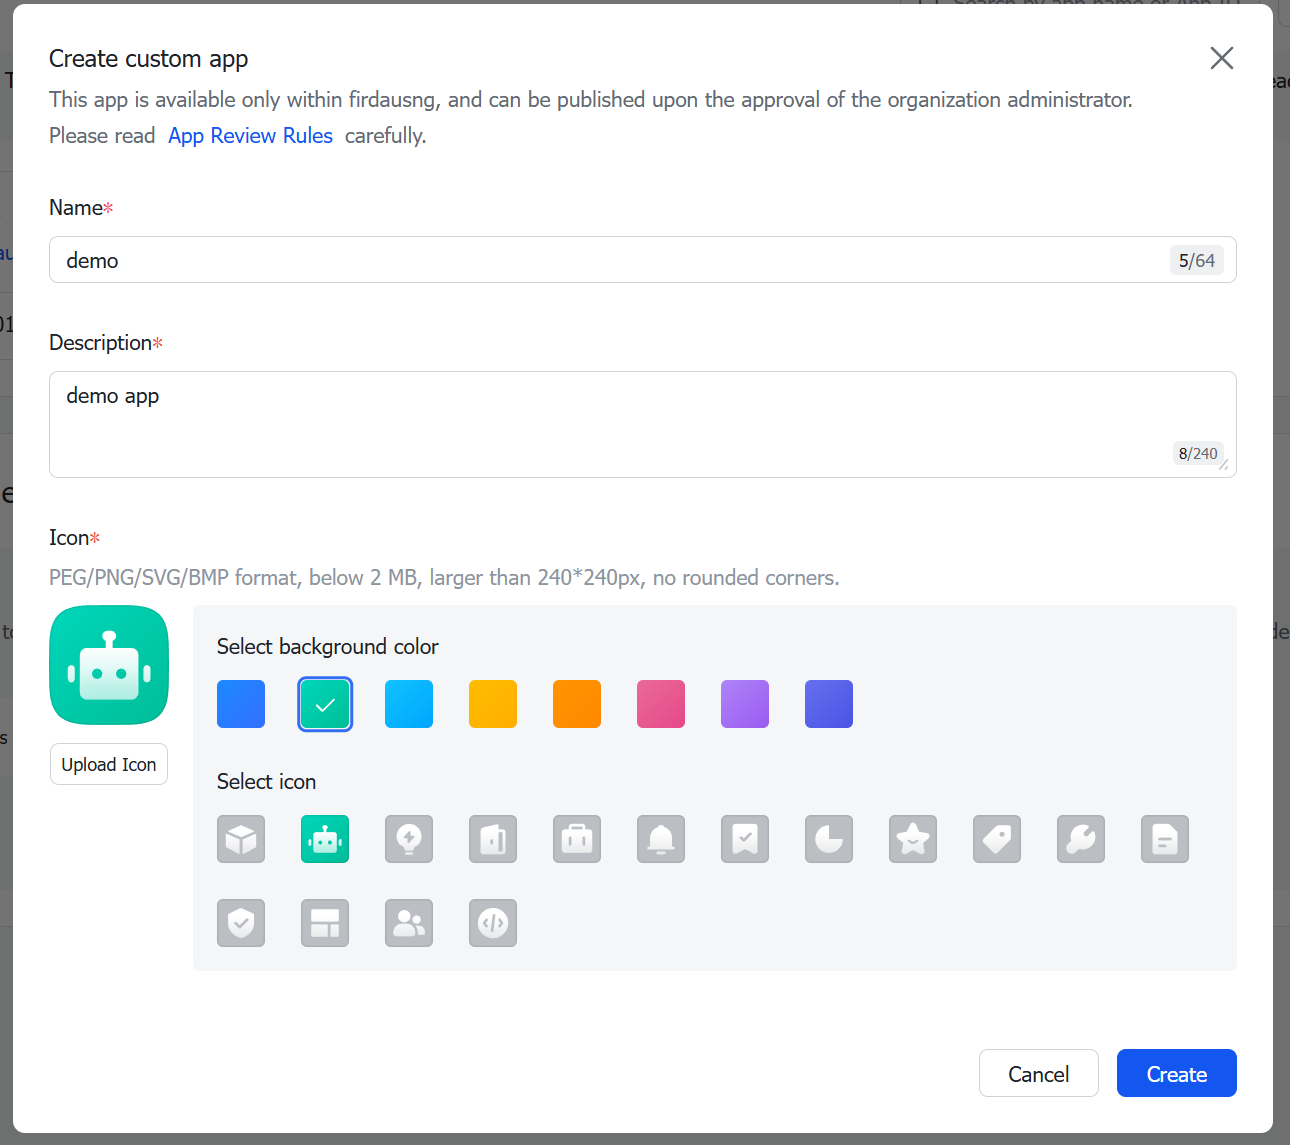 Create custom app
This app is available only within firdausng, and can be published upon the approval of the organization administrator.
Please read App Review Rules carefully.
Name*
demo
5/64
Description*
demo app
8/240
Icon*
PEG/PNG/SVG/BMP format, below 2 MB, larger than 240*240px, no rounded corners.
Select background color
Upload Icon
Select icon
Cancel
Create